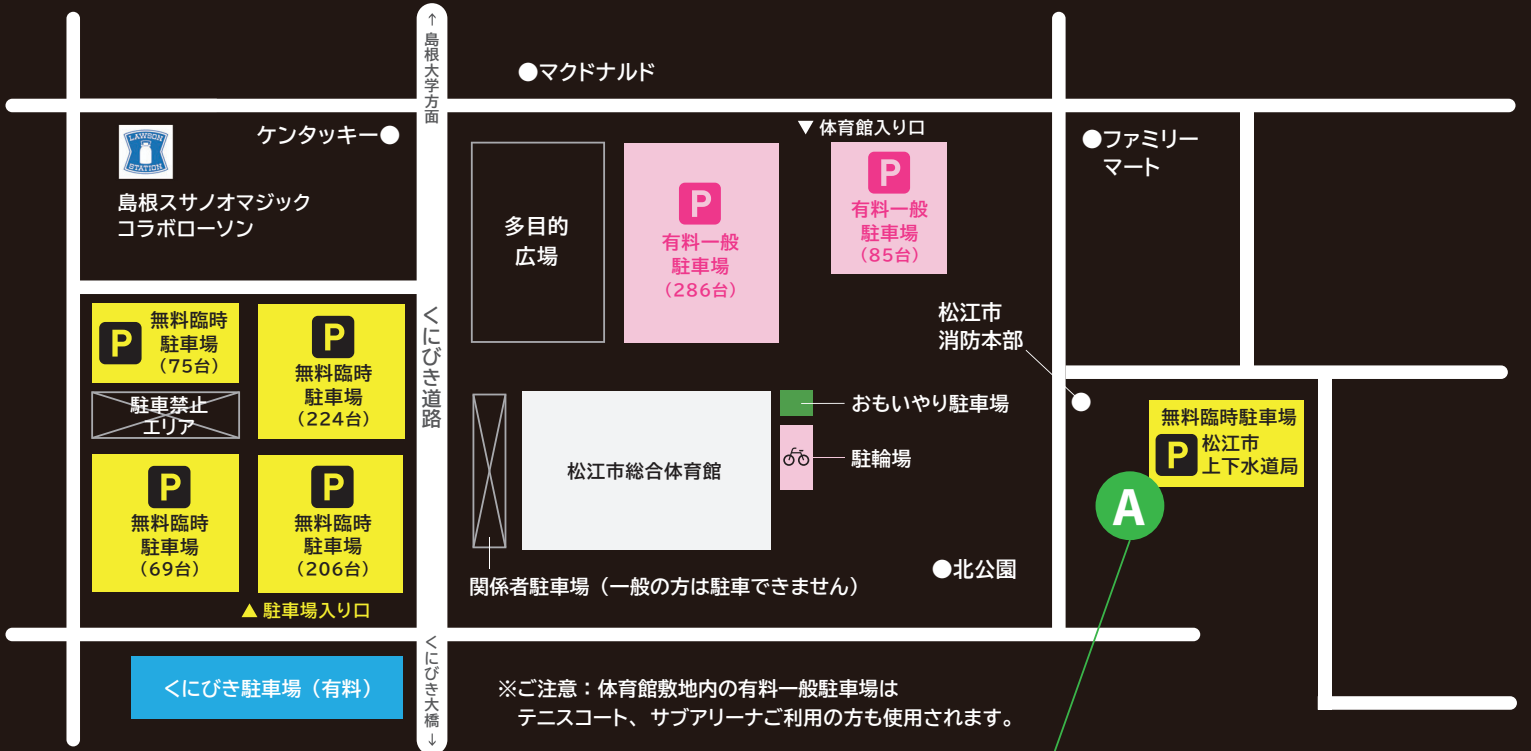 ↑島根大学方面
●マクドナルド
ケンタッキー●
LAWSON
STATION
島根スサノオマジック
コラボローソン
▼ 体育館入り口
●ファミリー
マート
多目的
広場
P
有料一般
駐車場
(286台)
P
有料一般
駐車場
(85台)
くにびき道路
P
無料臨時
駐車場
(75台)
P
無料臨時
駐車場
(224台)
駐車禁止
エリア
P
無料臨時
駐車場
(69台)
P
無料臨時
駐車場
(206台)
▲ 駐車場入り口
松江市
消防本部
おもいやり駐車場
駐輪場
松江市総合体育館
無料臨時駐車場
P
松江市
上下水道局
A
●北公園
関係者駐車場（一般の方は駐車できません）
くにびき駐車場（有料）
くにびき大橋↓
※ご注意：体育館敷地内の有料一般駐車場は
テニスコート、サブアリーナご利用の方も使用されます。